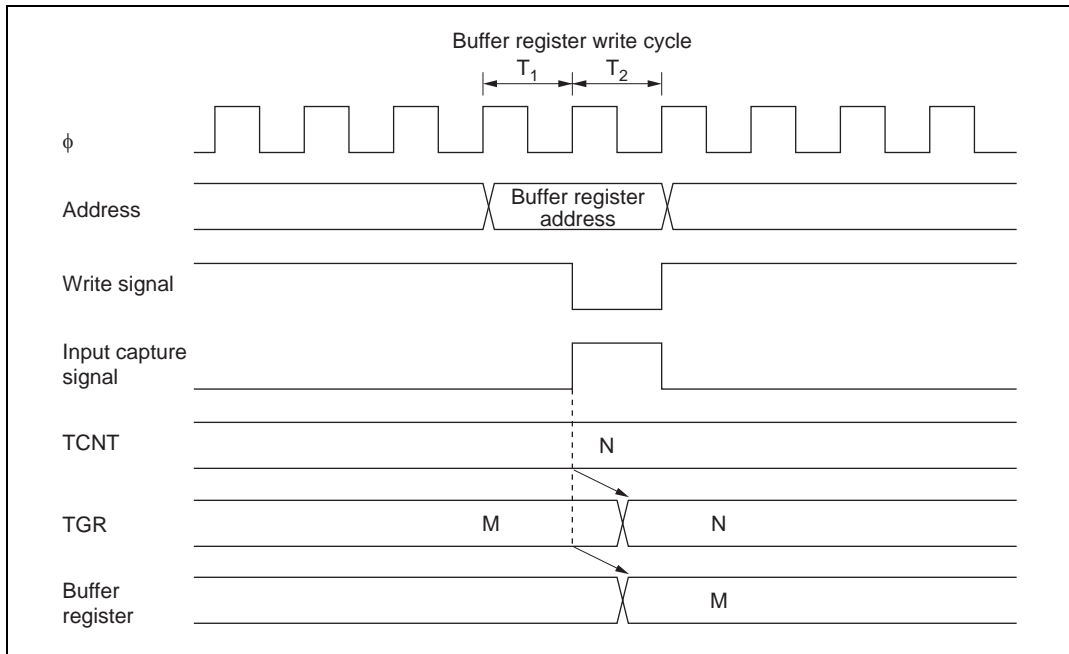 Buffer register write cycle
T1 T2
ϕ
Address
Buffer register
address
Write signal
Input capture
signal
TCNT
N
TGR
M N
Buffer
register
M